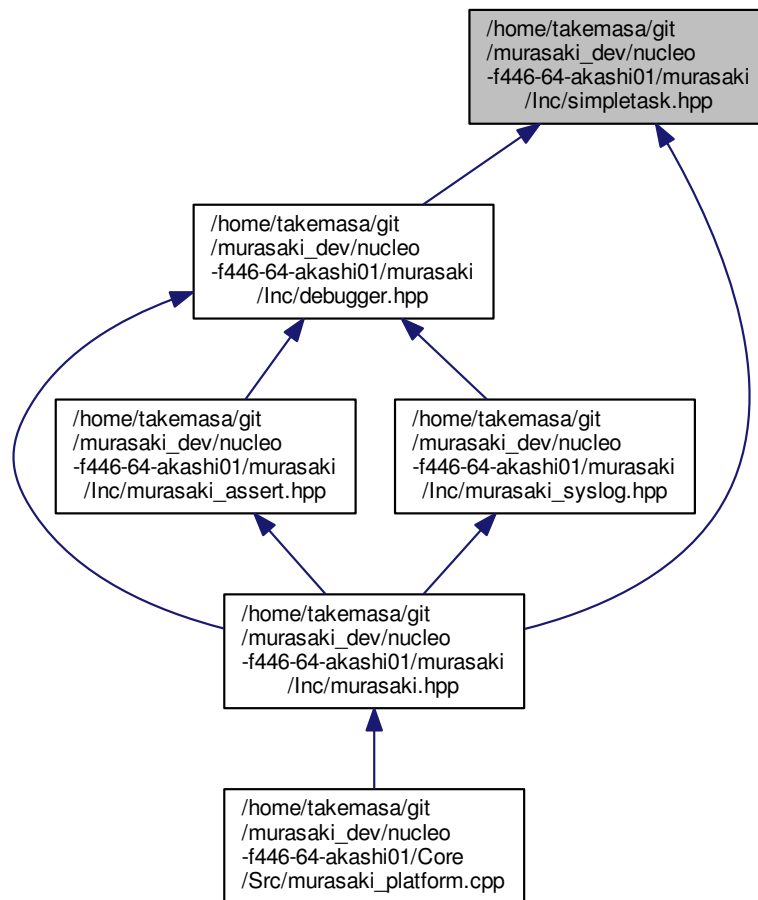 /home/takemasa/git
/murasaki_dev/nucleo
-f446-64-akashi01/murasaki
/Inc/simpletask.hpp
/home/takemasa/git
/murasaki_dev/nucleo
-f446-64-akashi01/murasaki
/Inc/debugger.hpp
/home/takemasa/git
/murasaki_dev/nucleo
-f446-64-akashi01/murasaki
/Inc/murasaki_assert.hpp
/home/takemasa/git
/murasaki_dev/nucleo
-f446-64-akashi01/murasaki
/Inc/murasaki_syslog.hpp
/home/takemasa/git
/murasaki_dev/nucleo
-f446-64-akashi01/murasaki
/Inc/murasaki.hpp
/home/takemasa/git
/murasaki_dev/nucleo
-f446-64-akashi01/Core
/Src/murasaki_platform.cpp